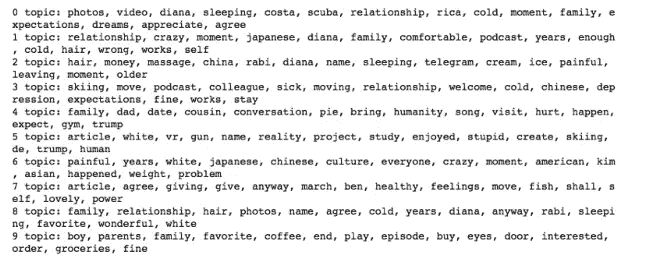 0 topic: photos, video, diana, sleeping, costa, scuba, relationship, rica, cold, moment, family, e
xpectations, dreams, appreciate, agree
1 topic: relationship, crazy, moment, japanese, diana, family, comfortable, podcast, years, enough
, cold, hair, wrong, works, self
2 topic: hair, money, massage, china, rabi, diana, name, sleeping, telegram, cream, ice, painful,
leaving, moment, older
3 topic: skiing, move, podcast, colleague, sick, moving, relationship, welcome, cold, chinese, dep
ression, expectations, fine, works, stay
4 topic: family, dad, date, cousin, conversation, pie, bring, humanity, song, visit, hurt, happen,
expect, gym, trump
5 topic: article, white, vr, gun, name, reality, project, study, enjoyed, stupid, create, skiing,
de, trump, human
6 topic: painful, years, white, japanese, chinese, culture, everyone, crazy, moment, american, kim
, asian, happened, weight, problem
7 topic: article, agree, giving, give, anyway, march, ben, healthy, feelings, move, fish, shall, s
elf, lovely, power
8 topic: family, relationship, hair, photos, name, agree, cold, years, diana, anyway, rabi, sleepi
ng, favorite, wonderful, white
9 topic: boy, parents, family, favorite, coffee, end, play, episode, buy, eyes, door, interested,
order, groceries, fine